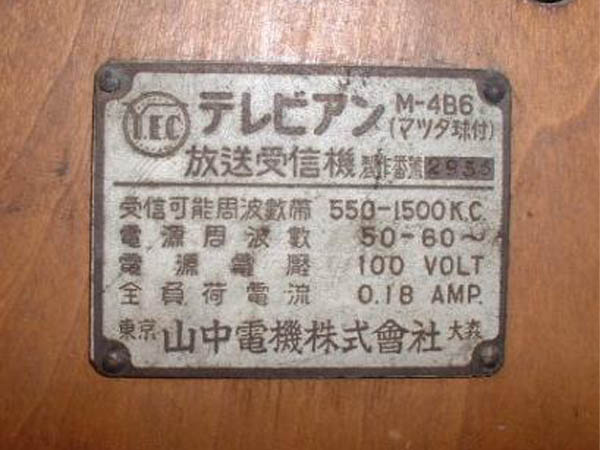 Y.E.C テレビアン M-4B6
(マツダ球付)
放送受信機 製作番號 2935
受信可能周波數帶 550-1500K.C.
電源周波數 50-60~
電源電壓 100 VOLT
全負荷電流 0.18 AMP.
東京 山中電機株式會社 大森